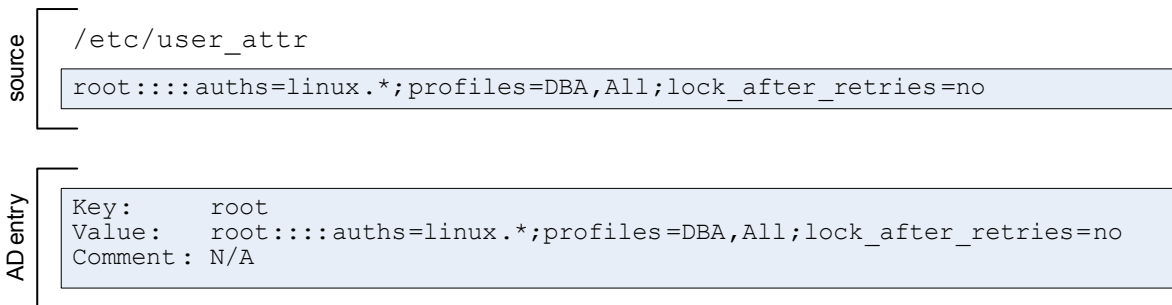 source
/etc/user_attr
root::::auths=linux.*;profiles=DBA,All;lock_after_retries=no
AD entry
Key: root
Value: root::::auths=linux.*;profiles=DBA,All;lock_after_retries=no
Comment: N/A